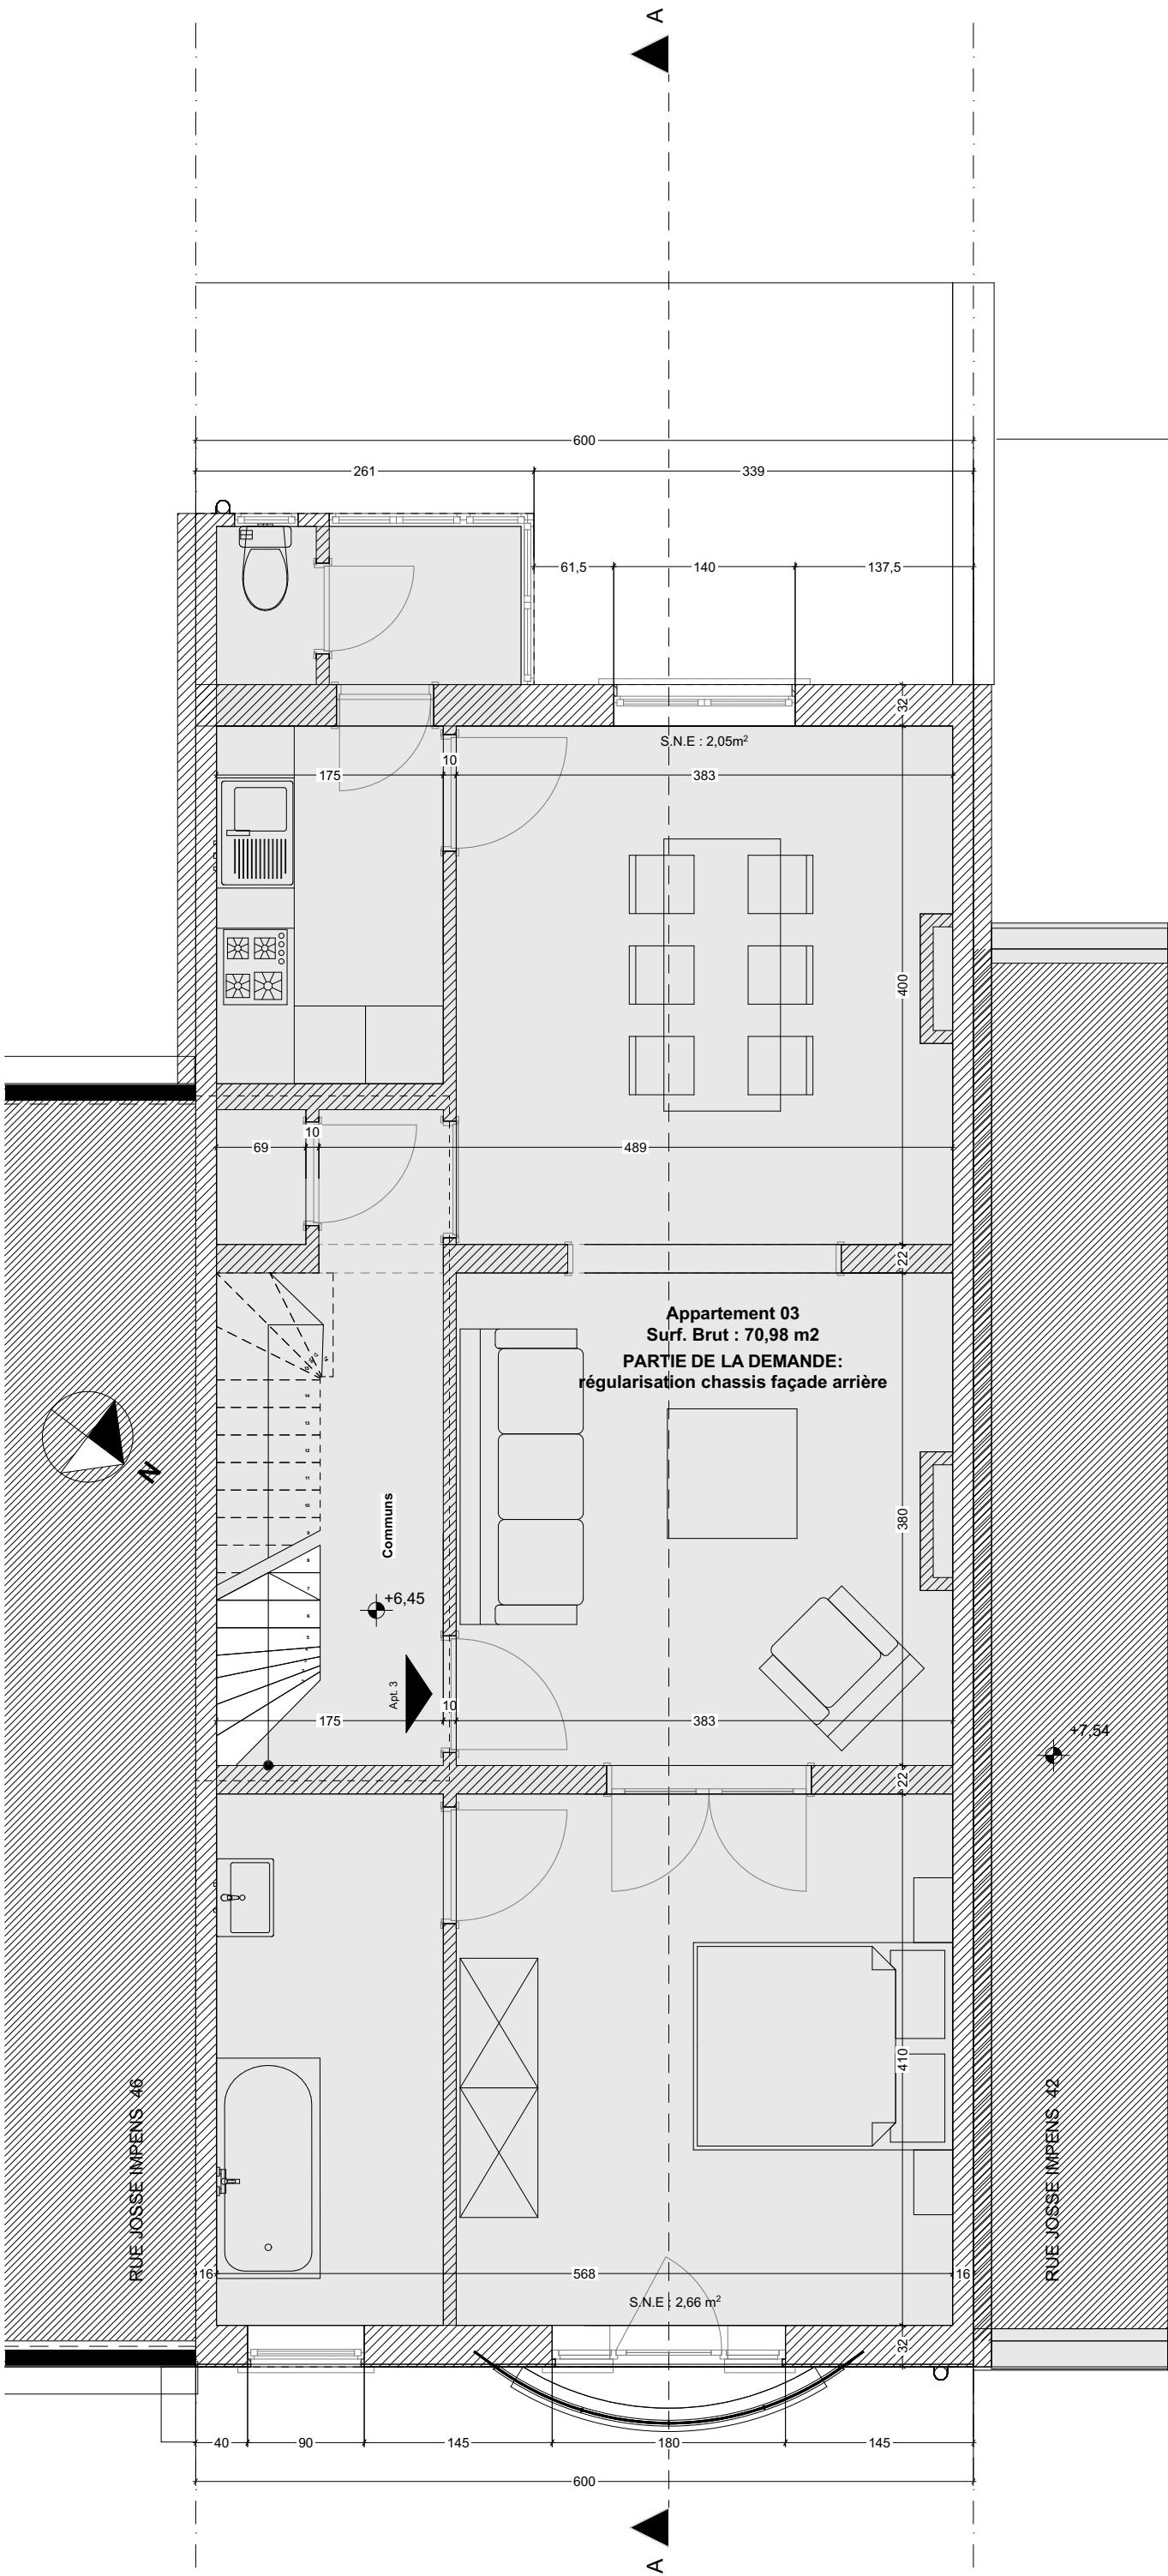 A
600
261
339
61,5
140
137,5
32
S.N.E : 2,05m²
10
175
383
400
10
69
489
22
Appartement 03
Surf. Brut : 70,98 m2
PARTIE DE LA DEMANDE:
régularisation chassis façade arrière
N
Communs
380
+6,45
Apt. 3
10
175
383
+7,54
22
410
RUE JOSSE IMPENS 46
RUE JOSSE IMPENS 42
16
568
16
S.N.E : 2,66 m²
32
40
90
145
180
145
600
A